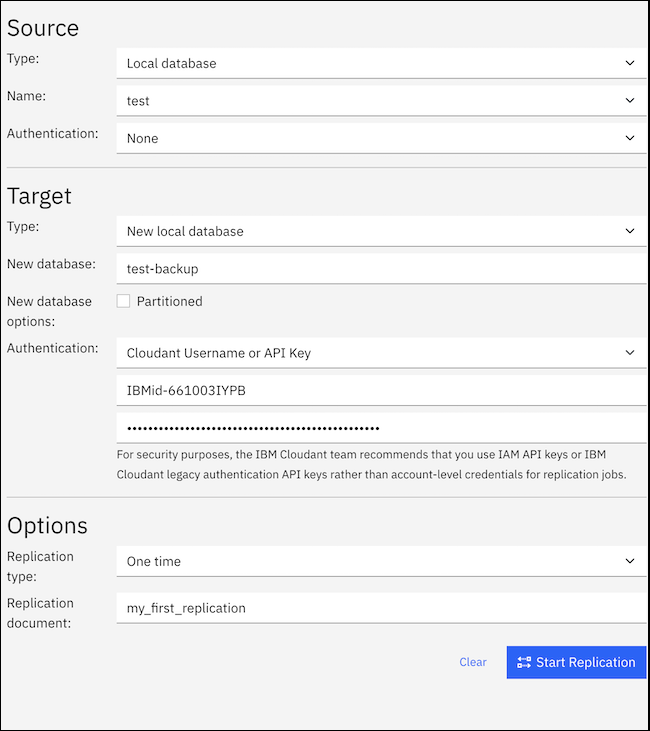 Source
Type:
Local database
Name:
test
Authentication:
None
Target
Type:
New local database
New database:
test-backup
New database
options:
Partitioned
Authentication:
Cloudant Username or API Key
IBMid-661003IYPB
••••••••••••••••••••••••••••••••••••••••••••••••
For security purposes, the IBM Cloudant team recommends that you use IAM API keys or IBM
Cloudant legacy authentication API keys rather than account-level credentials for replication jobs.
Options
Replication
type:
One time
Replication
document:
my_first_replication
Clear
Start Replication